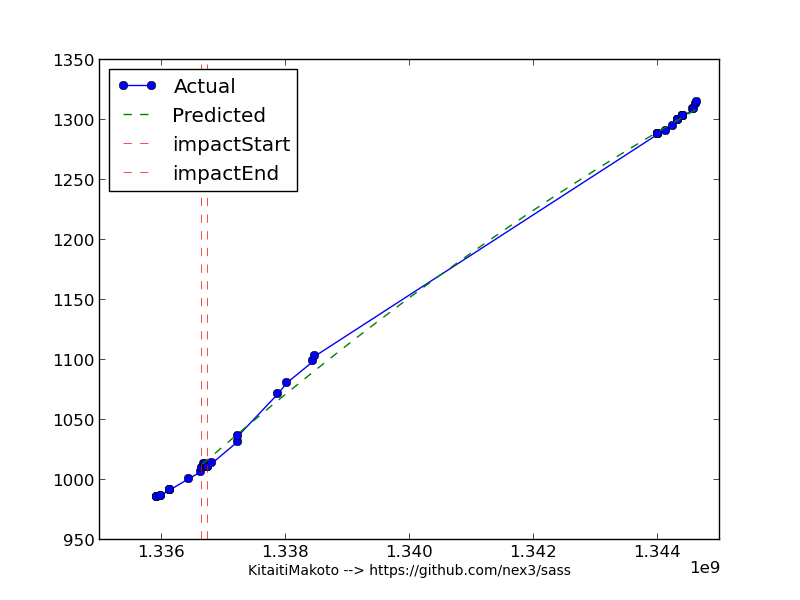 1350
1300
1250
1200
1150
1100
1050
1000
950
Actual
Predicted
impactStart
impactEnd
1.336 1.338 1.340 1.342 1.344
1e9
KitaitiMakoto --> https://github.com/nex3/sass